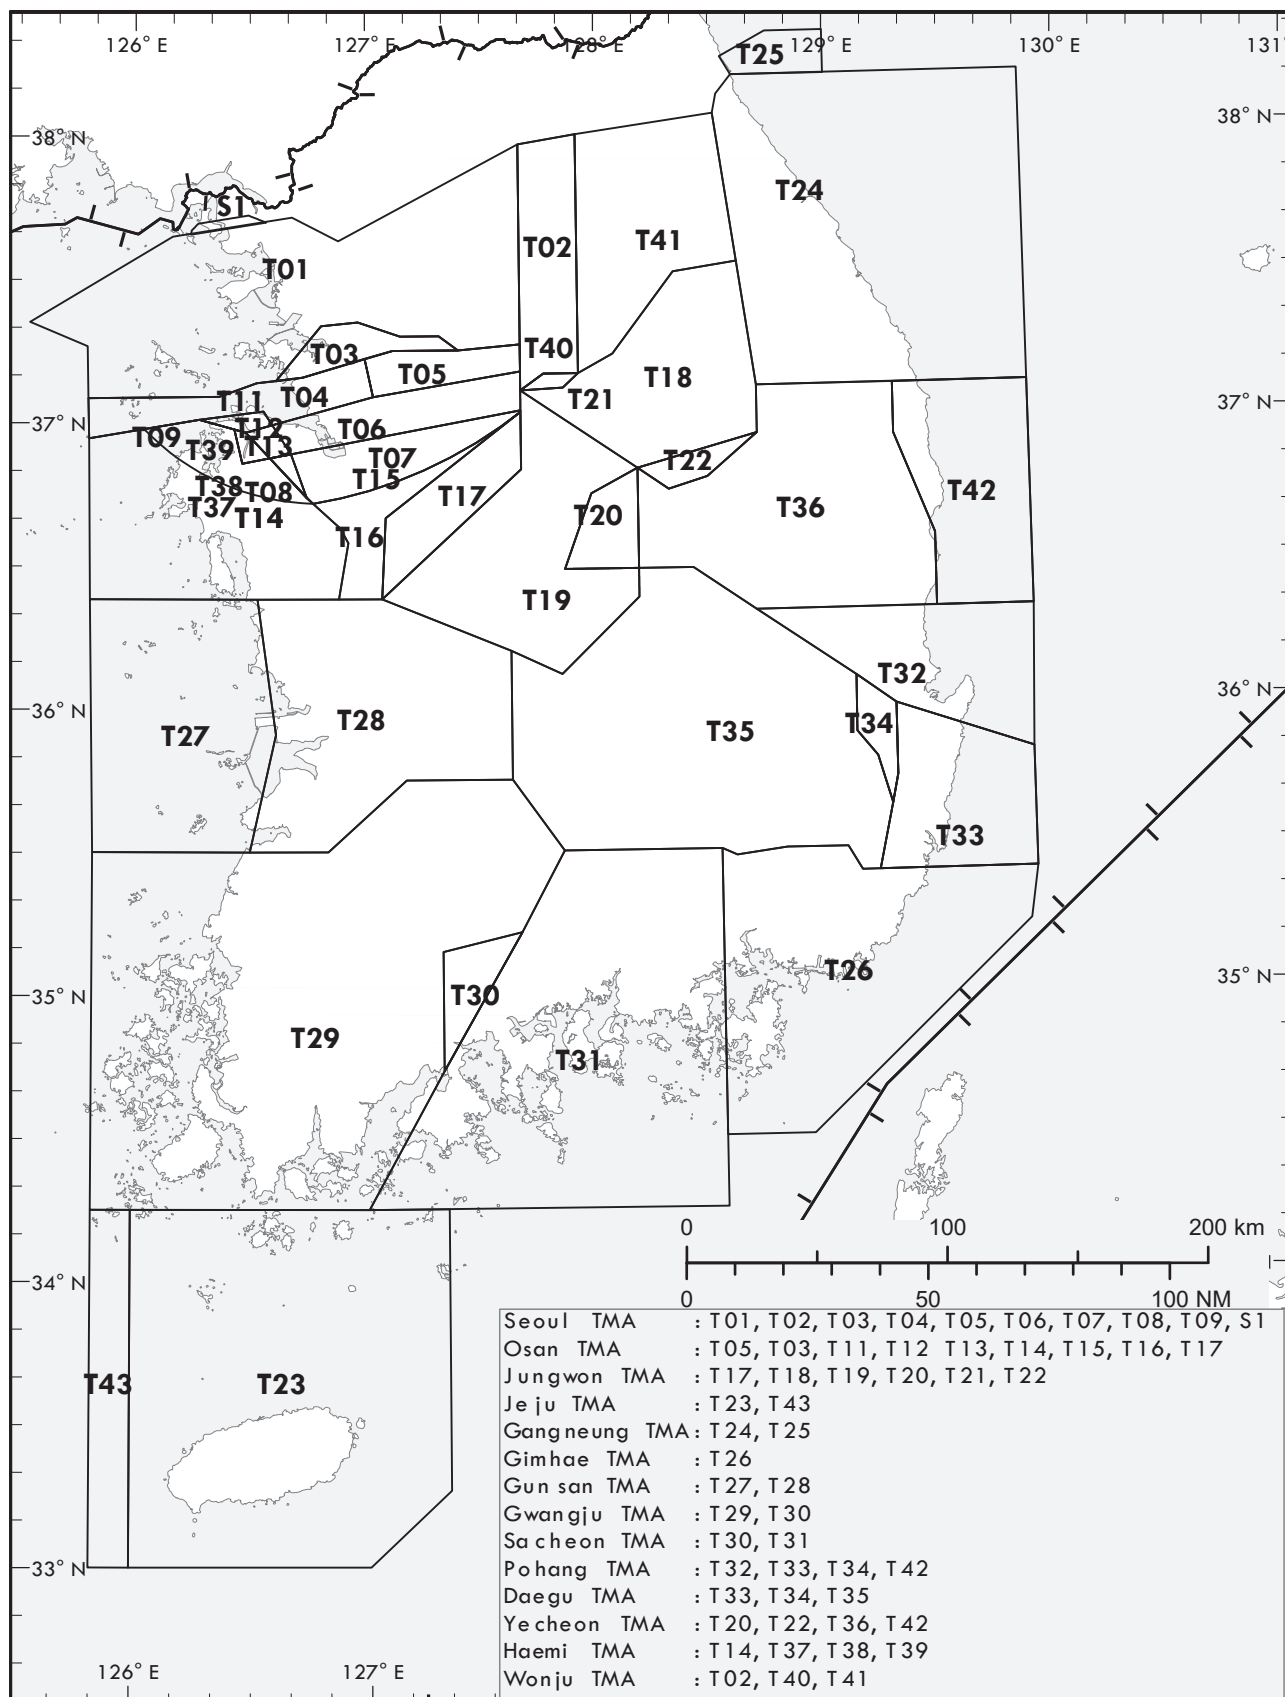 126° E 127° E 128° E 129° E 130° E 131°
T25
38° N 38° N
T24
S1
T41
T02
T01
T03 T40
T05 T18
T04 T21
T11
37° N 37° N
T12
T06
T09
T13
T39
T07 T22
T15
T38 T08 T17 T42
T37 T36
T14 T20
T16
T19
T32
36° N 36° N
T28 T34
T27 T35
T33
T26 35° N
35° N T30
T29
T31
0 100 200 km
34° N
0 50 100 NM
T43 T23
Seoul TMA : T01, T02, T03, T04, T05, T06, T07, T08, T09, S1
Osan TMA : T05, T03, T11, T12 T13, T14, T15, T16, T17
Jungwon TMA : T17, T18, T19, T20, T21, T22
Jeju TMA : T23, T43
Gangneung TMA : T24, T25
Gimhae TMA : T26
Gunsan TMA : T27, T28
Gwangju TMA : T29, T30
Sacheon TMA : T30, T31
Pohang TMA : T32, T33, T34, T42
Daegu TMA : T33, T34, T35
Yecheon TMA : T20, T22, T36, T42
Haemi TMA : T14, T37, T38, T39
Wonju TMA : T02, T40, T41
33° N
126° E 127° E